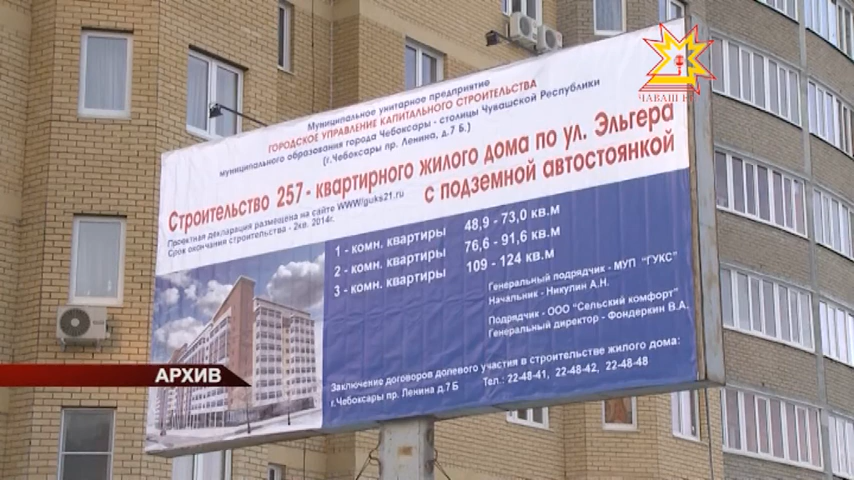 ЧӐВАШ ЕН
Муниципальное унитарное предприятие
ГОРОДСКОЕ УПРАВЛЕНИЕ КАПИТАЛЬНОГО СТРОИТЕЛЬСТВА
муниципального образования города Чебоксары - столицы Чувашской Республики
(г.Чебоксары пр. Ленина, д.7 Б.)
Строительство 257 - квартирного жилого дома по ул. Эльгера
с подземной автостоянкой
Проектная декларация размещена на сайте WWW/guks21.ru
Срок окончания строительства - 2кв. 2014г.
1 - комн. квартиры 48,9 - 73,0 кв.м
2 - комн. квартиры 76,6 - 91,6 кв.м
3 - комн. квартиры 109 - 124 кв.м
Генеральный подрядчик - МУП "ГУКС"
Начальник - Никулин А.Н.
Подрядчик - ООО "Сельский комфорт"
Генеральный директор - Фондеркин В.А.
Заключение договоров долевого участия в строительстве жилого дома:
г.Чебоксары пр. Ленина д.7 Б Тел.: 22-48-41, 22-48-42, 22-48-48
АРХИВ